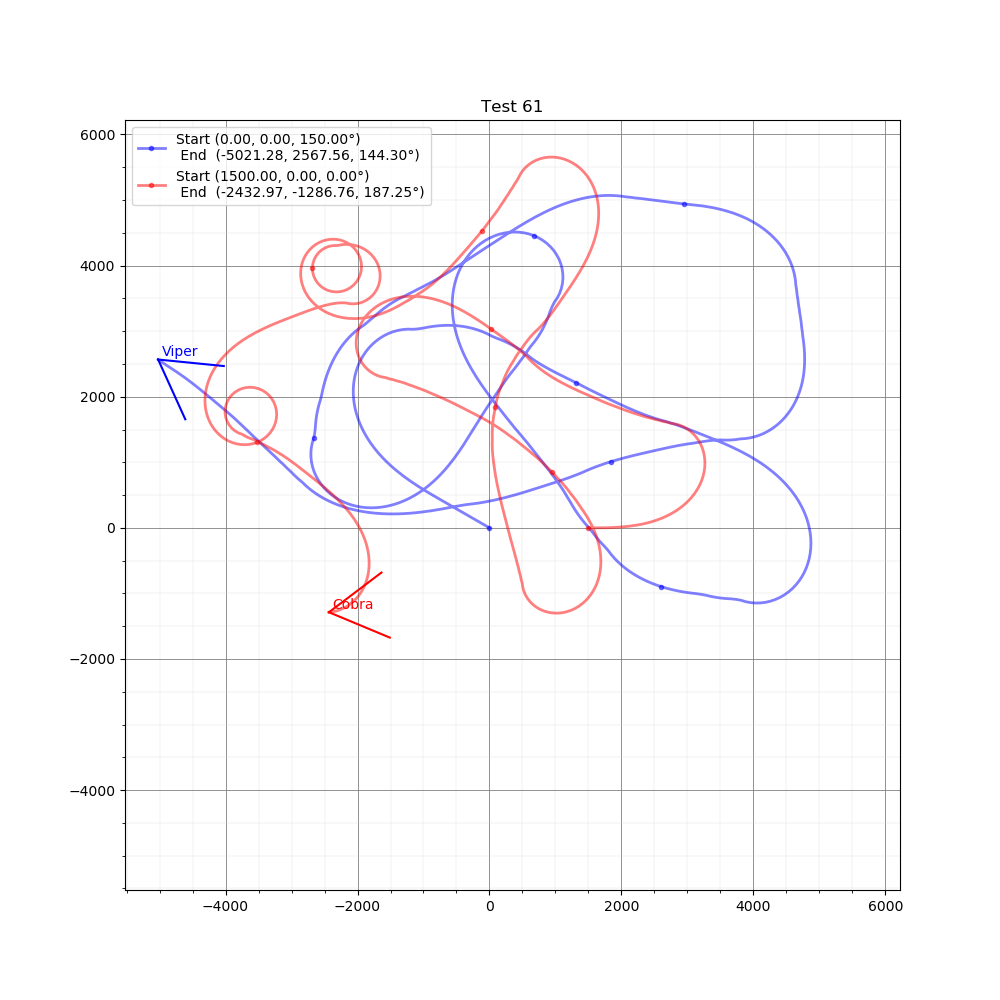 Test 61
Start (0.00, 0.00, 150.00°)
End (-5021.28, 2567.56, 144.30°)
Start (1500.00, 0.00, 0.00°)
End (-2432.97, -1286.76, 187.25°)
6000
4000
2000
0
−2000
−4000
Viper
Cobra
−4000 −2000 0 2000 4000 6000